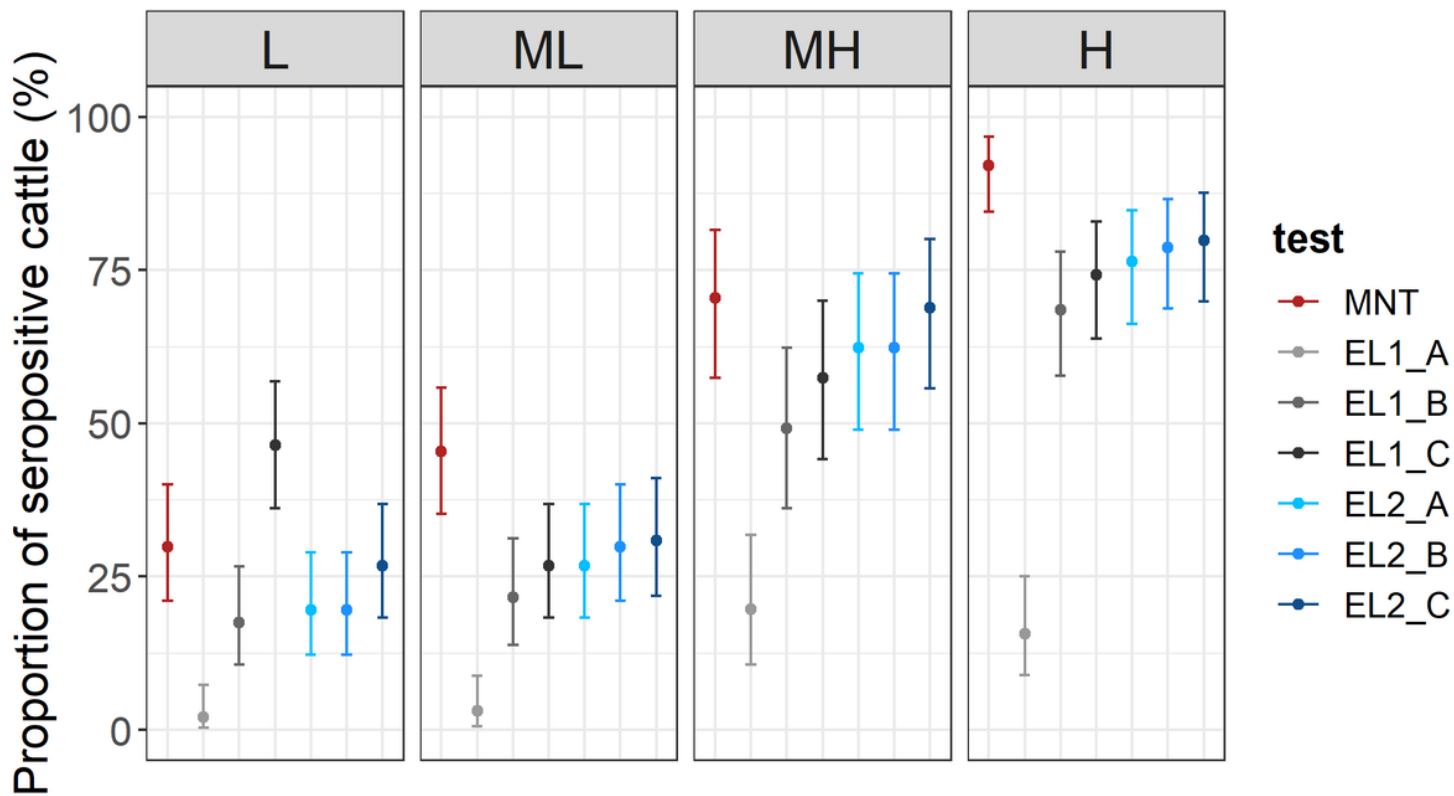 Proportion of seropositive cattle (%)
L
ML
MH
H
100
75
50
25
0
test
MNT
EL1_A
EL1_B
EL1_C
EL2_A
EL2_B
EL2_C